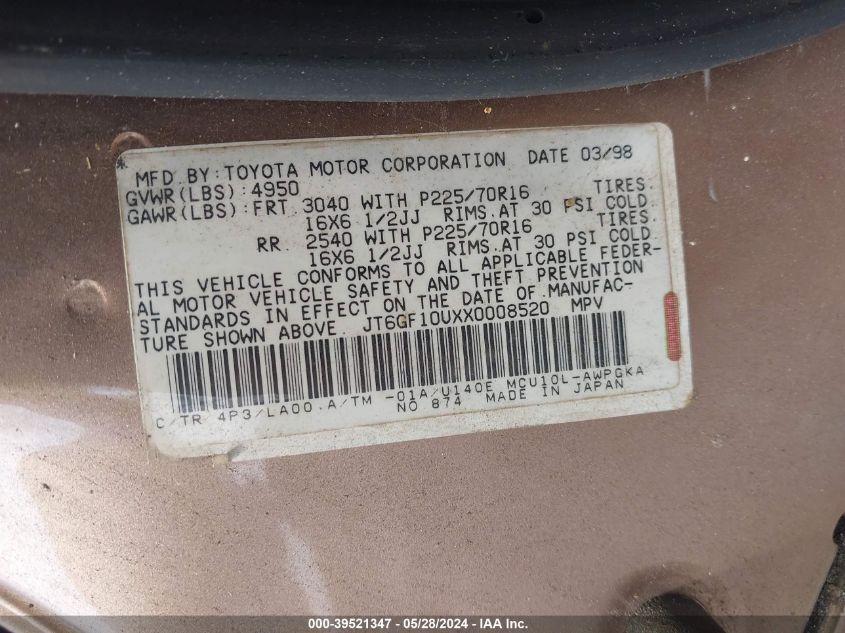 MFD BY: TOYOTA MOTOR CORPORATION DATE 03/98
GVWR(LBS): 4950
GAWR(LBS): FRT 3040 WITH P225/70R16 TIRES.
16X6 1/2JJ RIMS.AT 30 PSI COLD.
RR 2540 WITH P225/70R16 TIRES.
16X6 1/2JJ RIMS.AT 30 PSI COLD.
THIS VEHICLE CONFORMS TO ALL APPLICABLE FEDER-
AL MOTOR VEHICLE SAFETY AND THEFT PREVENTION
STANDARDS IN EFFECT ON THE DATE OF MANUFAC-
TURE SHOWN ABOVE. JT6GF10UXX0008520 MPV
C/TR 4P3/LA00.A/TM -01A/U140E MCU10L-AWPGKA
NO 874 MADE IN JAPAN
000-39521347 - 05/28/2024 - IAA Inc.